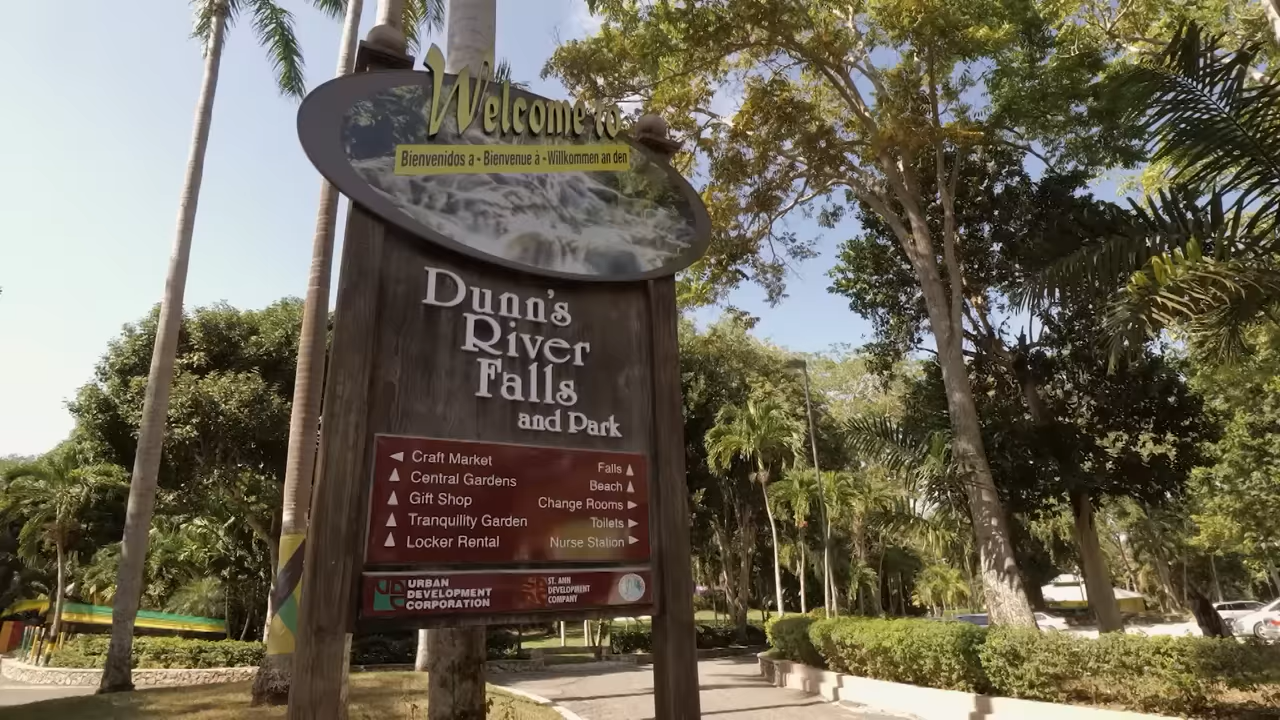 Welcome to
Bienvenidos a - Bienvenue à - Willkommen an den
Dunn's
River
Falls
and Park
Craft Market
Central Gardens
Gift Shop
Tranquility Garden
Locker Rental
Falls
Beach
Change Rooms
Toilets
Nurse Station
URBAN
DEVELOPMENT
CORPORATION
ST. ANN
DEVELOPMENT
COMPANY